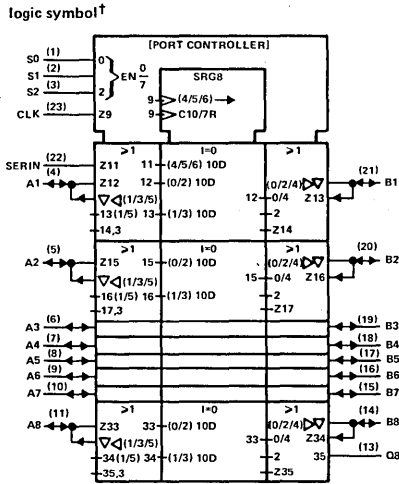 logic symbol†
[PORT CONTROLLER]
S0 (1) 0
S1 (2) EN 0/7
S2 (3) 2
CLK (23) Z9
SRG8
9 (4/5/6)
9 C10/7R
≥1 I=0 ≥1
SERIN (22) Z11 11 (4/5/6) 10D
A1 (4) Z12 12 (0/2) 10D (0/2/4) (21) B1
(1/3/5) 12 0/4 Z13
13(1/5) 13 (1/3) 10D 2
14,3 Z14
A2 (5) Z15 15 (0/2) 10D (0/2/4) (20) B2
(1/3/5) 15 0/4 Z16
16(1/5) 16 (1/3) 10D 2
17,3 Z17
A3 (6) (19) B3
A4 (7) (18) B4
A5 (8) (17) B5
A6 (9) (16) B6
A7 (10) (15) B7
≥1 I=0 ≥1
A8 (11) Z33 33 (0/2) 10D (0/2/4) (14) B8
(1/3/5) 33 0/4 Z34
34(1/5) 34 (1/3) 10D 2 35 (13) Q8
35,3 Z35